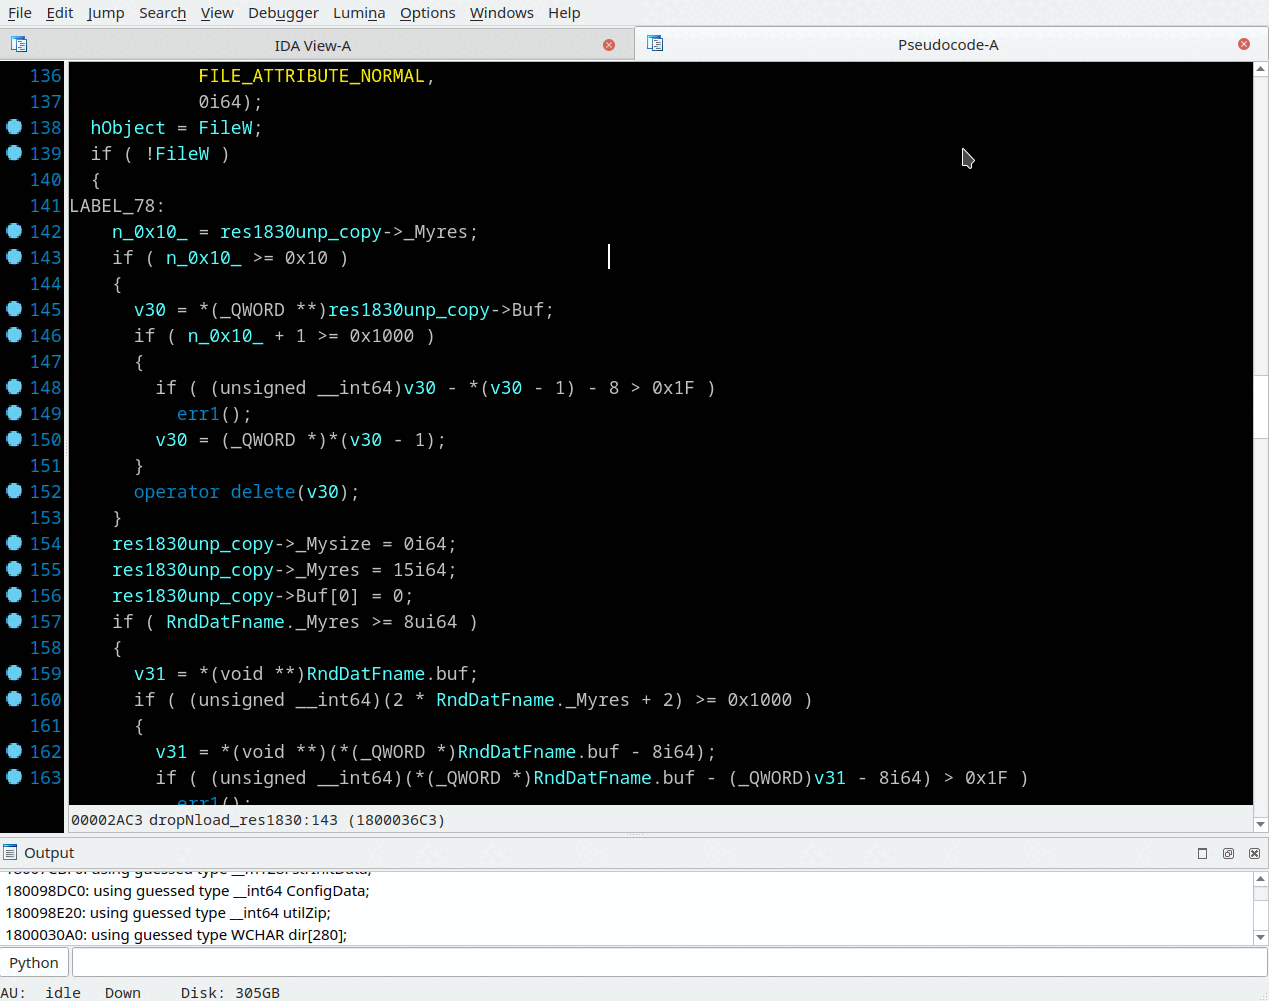 File Edit Jump Search View Debugger Lumina Options Windows Help
IDA View-A Pseudocode-A
136 FILE_ATTRIBUTE_NORMAL,
137 0i64);
138 hObject = FileW;
139 if ( !FileW )
140 {
141 LABEL_78:
142 n_0x10_ = res1830unp_copy->_Myres;
143 if ( n_0x10_ >= 0x10 )
144 {
145 v30 = *(_QWORD **)res1830unp_copy->Buf;
146 if ( n_0x10_ + 1 >= 0x1000 )
147 {
148 if ( (unsigned __int64)v30 - *(v30 - 1) - 8 > 0x1F )
149 err1();
150 v30 = (_QWORD *)*(v30 - 1);
151 }
152 operator delete(v30);
153 }
154 res1830unp_copy->_Mysize = 0i64;
155 res1830unp_copy->_Myres = 15i64;
156 res1830unp_copy->Buf[0] = 0;
157 if ( RndDatFname._Myres >= 8ui64 )
158 {
159 v31 = *(void **)RndDatFname.buf;
160 if ( (unsigned __int64)(2 * RndDatFname._Myres + 2) >= 0x1000 )
161 {
162 v31 = *(void **)(*(_QWORD *)RndDatFname.buf - 8i64);
163 if ( (unsigned __int64)(*(_QWORD *)RndDatFname.buf - (_QWORD)v31 - 8i64) > 0x1F )
err1();
00002AC3 dropNload_res1830:143 (1800036C3)
Output
180098DC0: using guessed type __int64 ConfigData;
180098E20: using guessed type __int64 utilZip;
1800030A0: using guessed type WCHAR dir[280];
Python
AU: idle Down Disk: 305GB